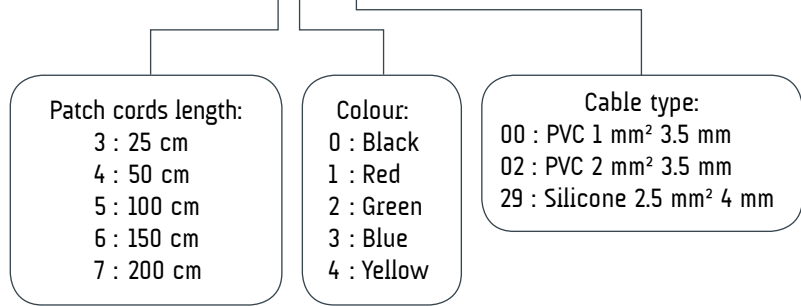 Patch cords length:
3 : 25 cm
4 : 50 cm
5 : 100 cm
6 : 150 cm
7 : 200 cm
Colour:
0 : Black
1 : Red
2 : Green
3 : Blue
4 : Yellow
Cable type:
00 : PVC 1 mm² 3.5 mm
02 : PVC 2 mm² 3.5 mm
29 : Silicone 2.5 mm² 4 mm